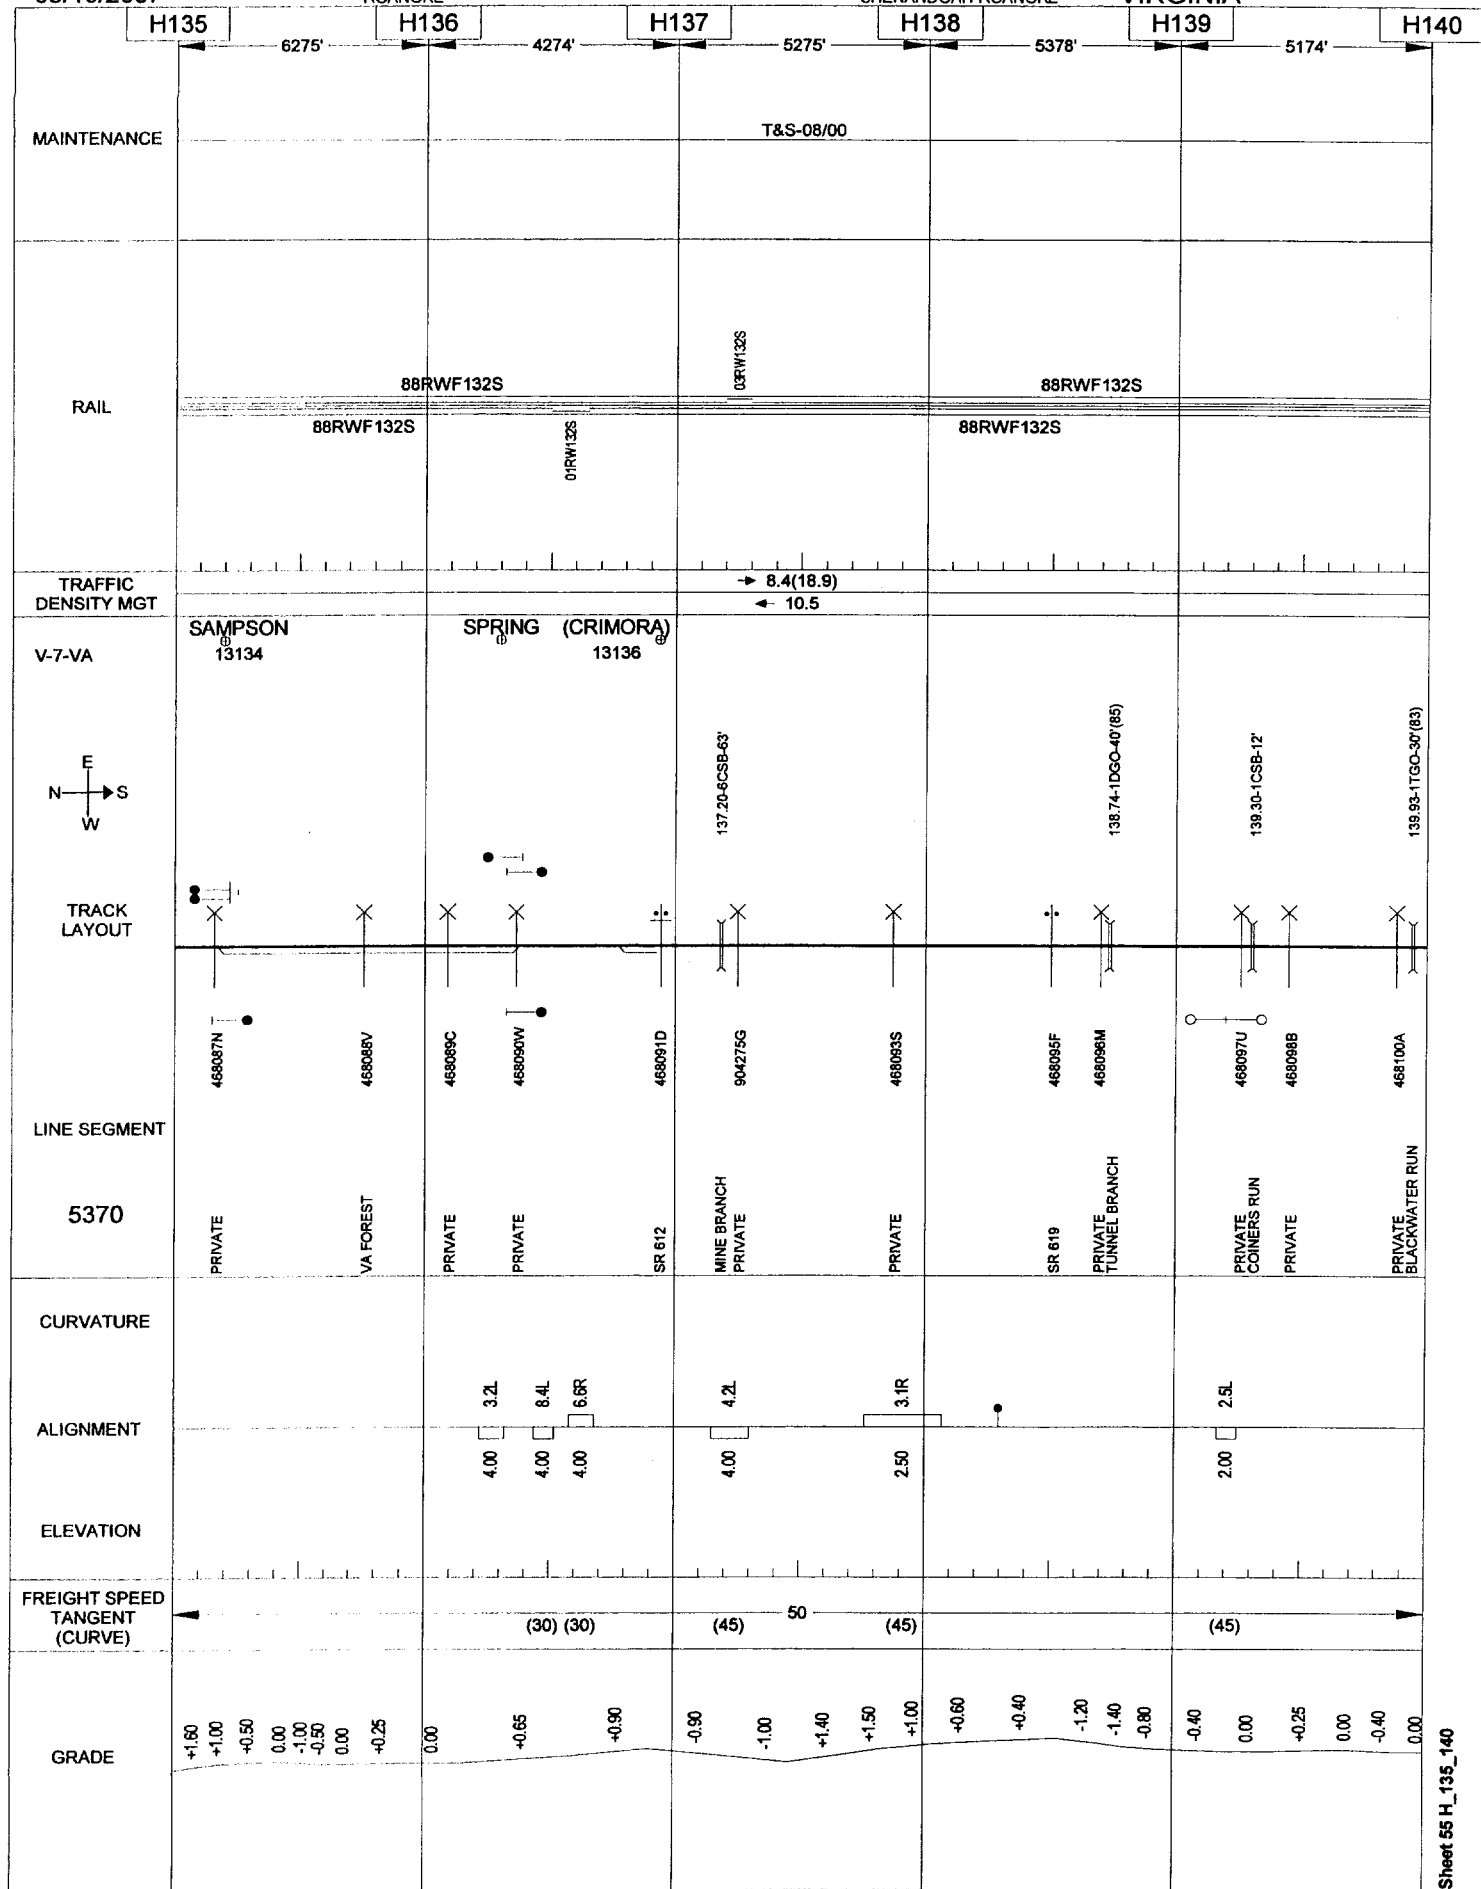 ROANOKE
VIRGINIA
H135
H136
H137
H138
H139
H140
6275'
4274'
5275'
5378'
5174'
MAINTENANCE
T&S-08/00
RAIL
88RWF132S
88RWF132S
03RW132S
88RWF132S
88RWF132S
01RW132S
TRAFFIC
DENSITY MGT
8.4(18.9)
10.5
V-7-VA
SAMPSON
13134
SPRING
(CRIMORA)
13136
E
N
S
W
137.20-6CSB-63'
138.74-1DGO-40'(85)
139.30-1CSB-12'
139.93-1TGO-30'(83)
TRACK
LAYOUT
468087N
468088V
468089C
468090W
468091D
904275G
468093S
468095F
468096M
468097U
468098B
468100A
LINE SEGMENT
5370
PRIVATE
VA FOREST
PRIVATE
PRIVATE
SR 612
MINE BRANCH
PRIVATE
PRIVATE
SR 619
PRIVATE
TUNNEL BRANCH
PRIVATE
COINERS RUN
PRIVATE
PRIVATE
BLACKWATER RUN
CURVATURE
3.2L
8.4L
6.6R
4.2L
3.1R
2.5L
ALIGNMENT
4.00
4.00
4.00
4.00
2.50
2.00
ELEVATION
FREIGHT SPEED
TANGENT
(CURVE)
50
(30)
(30)
(45)
(45)
(45)
GRADE
+1.60
+1.00
+0.50
0.00
-1.00
-0.50
0.00
+0.25
0.00
+0.65
+0.90
-0.90
-1.00
+1.40
+1.50
+1.00
+0.60
+0.40
-1.20
-1.40
-0.80
-0.40
0.00
+0.25
0.00
-0.40
0.00
Sheet 55 H_135_140